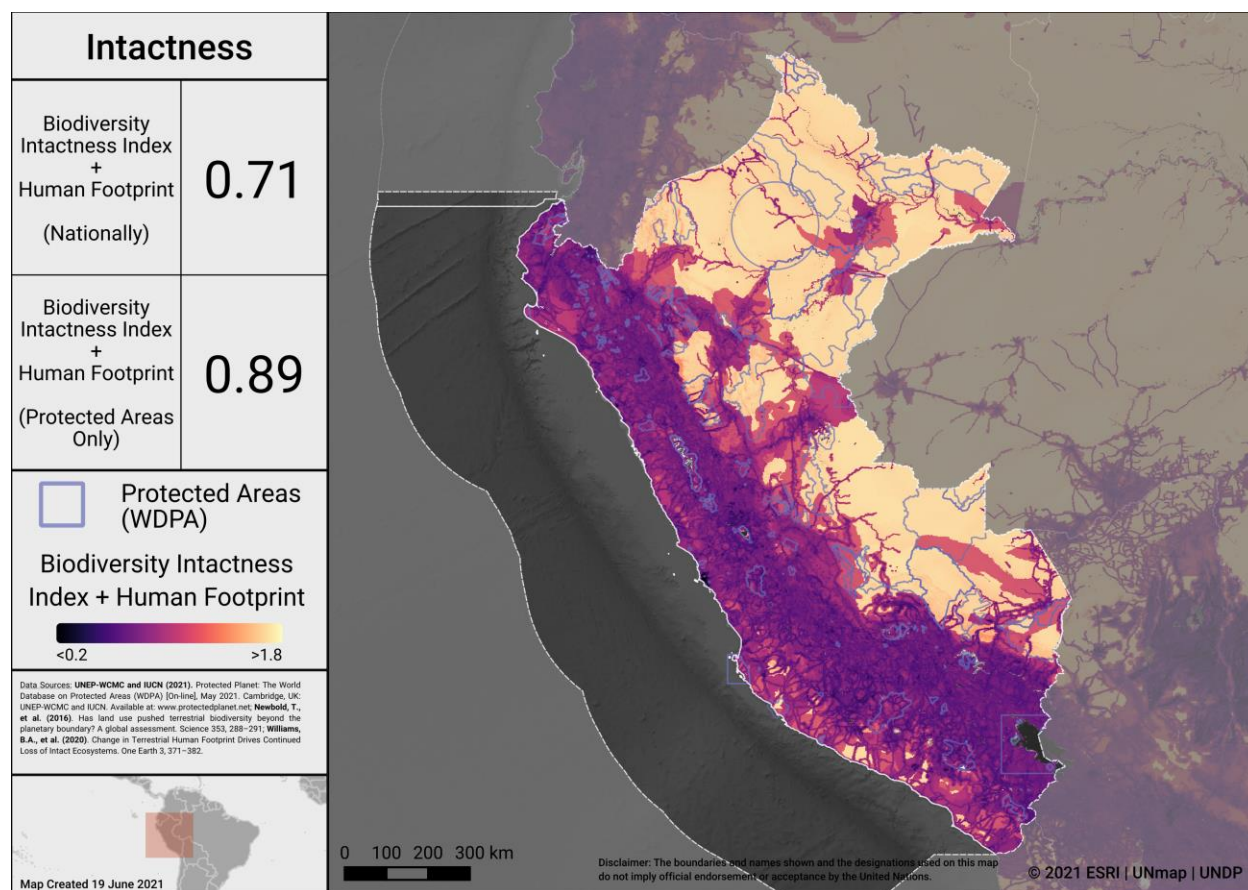 Intactness
Biodiversity
Intactness Index
+
Human Footprint
(Nationally)
0.71
Biodiversity
Intactness Index
+
Human Footprint
(Protected Areas
Only)
0.89
Protected Areas
(WDPA)
Biodiversity Intactness
Index + Human Footprint
<0.2
>1.8
Data Sources: UNEP-WCMC and IUCN (2021). Protected Planet: The World
Database on Protected Areas (WDPA) [On-line], May 2021. Cambridge, UK:
UNEP-WCMC and IUCN. Available at: www.protectedplanet.net; Newbold, T.,
et al. (2016). Has land use pushed terrestrial biodiversity beyond the
planetary boundary? A global assessment. Science 353, 288–291; Williams,
B.A., et al. (2020). Change in Terrestrial Human Footprint Drives Continued
Loss of Intact Ecosystems. One Earth 3, 371–382.
Map Created 19 June 2021
0 100 200 300 km
Disclaimer: The boundaries and names shown and the designations used on this map
do not imply official endorsement or acceptance by the United Nations.
© 2021 ESRI | UNmap | UNDP